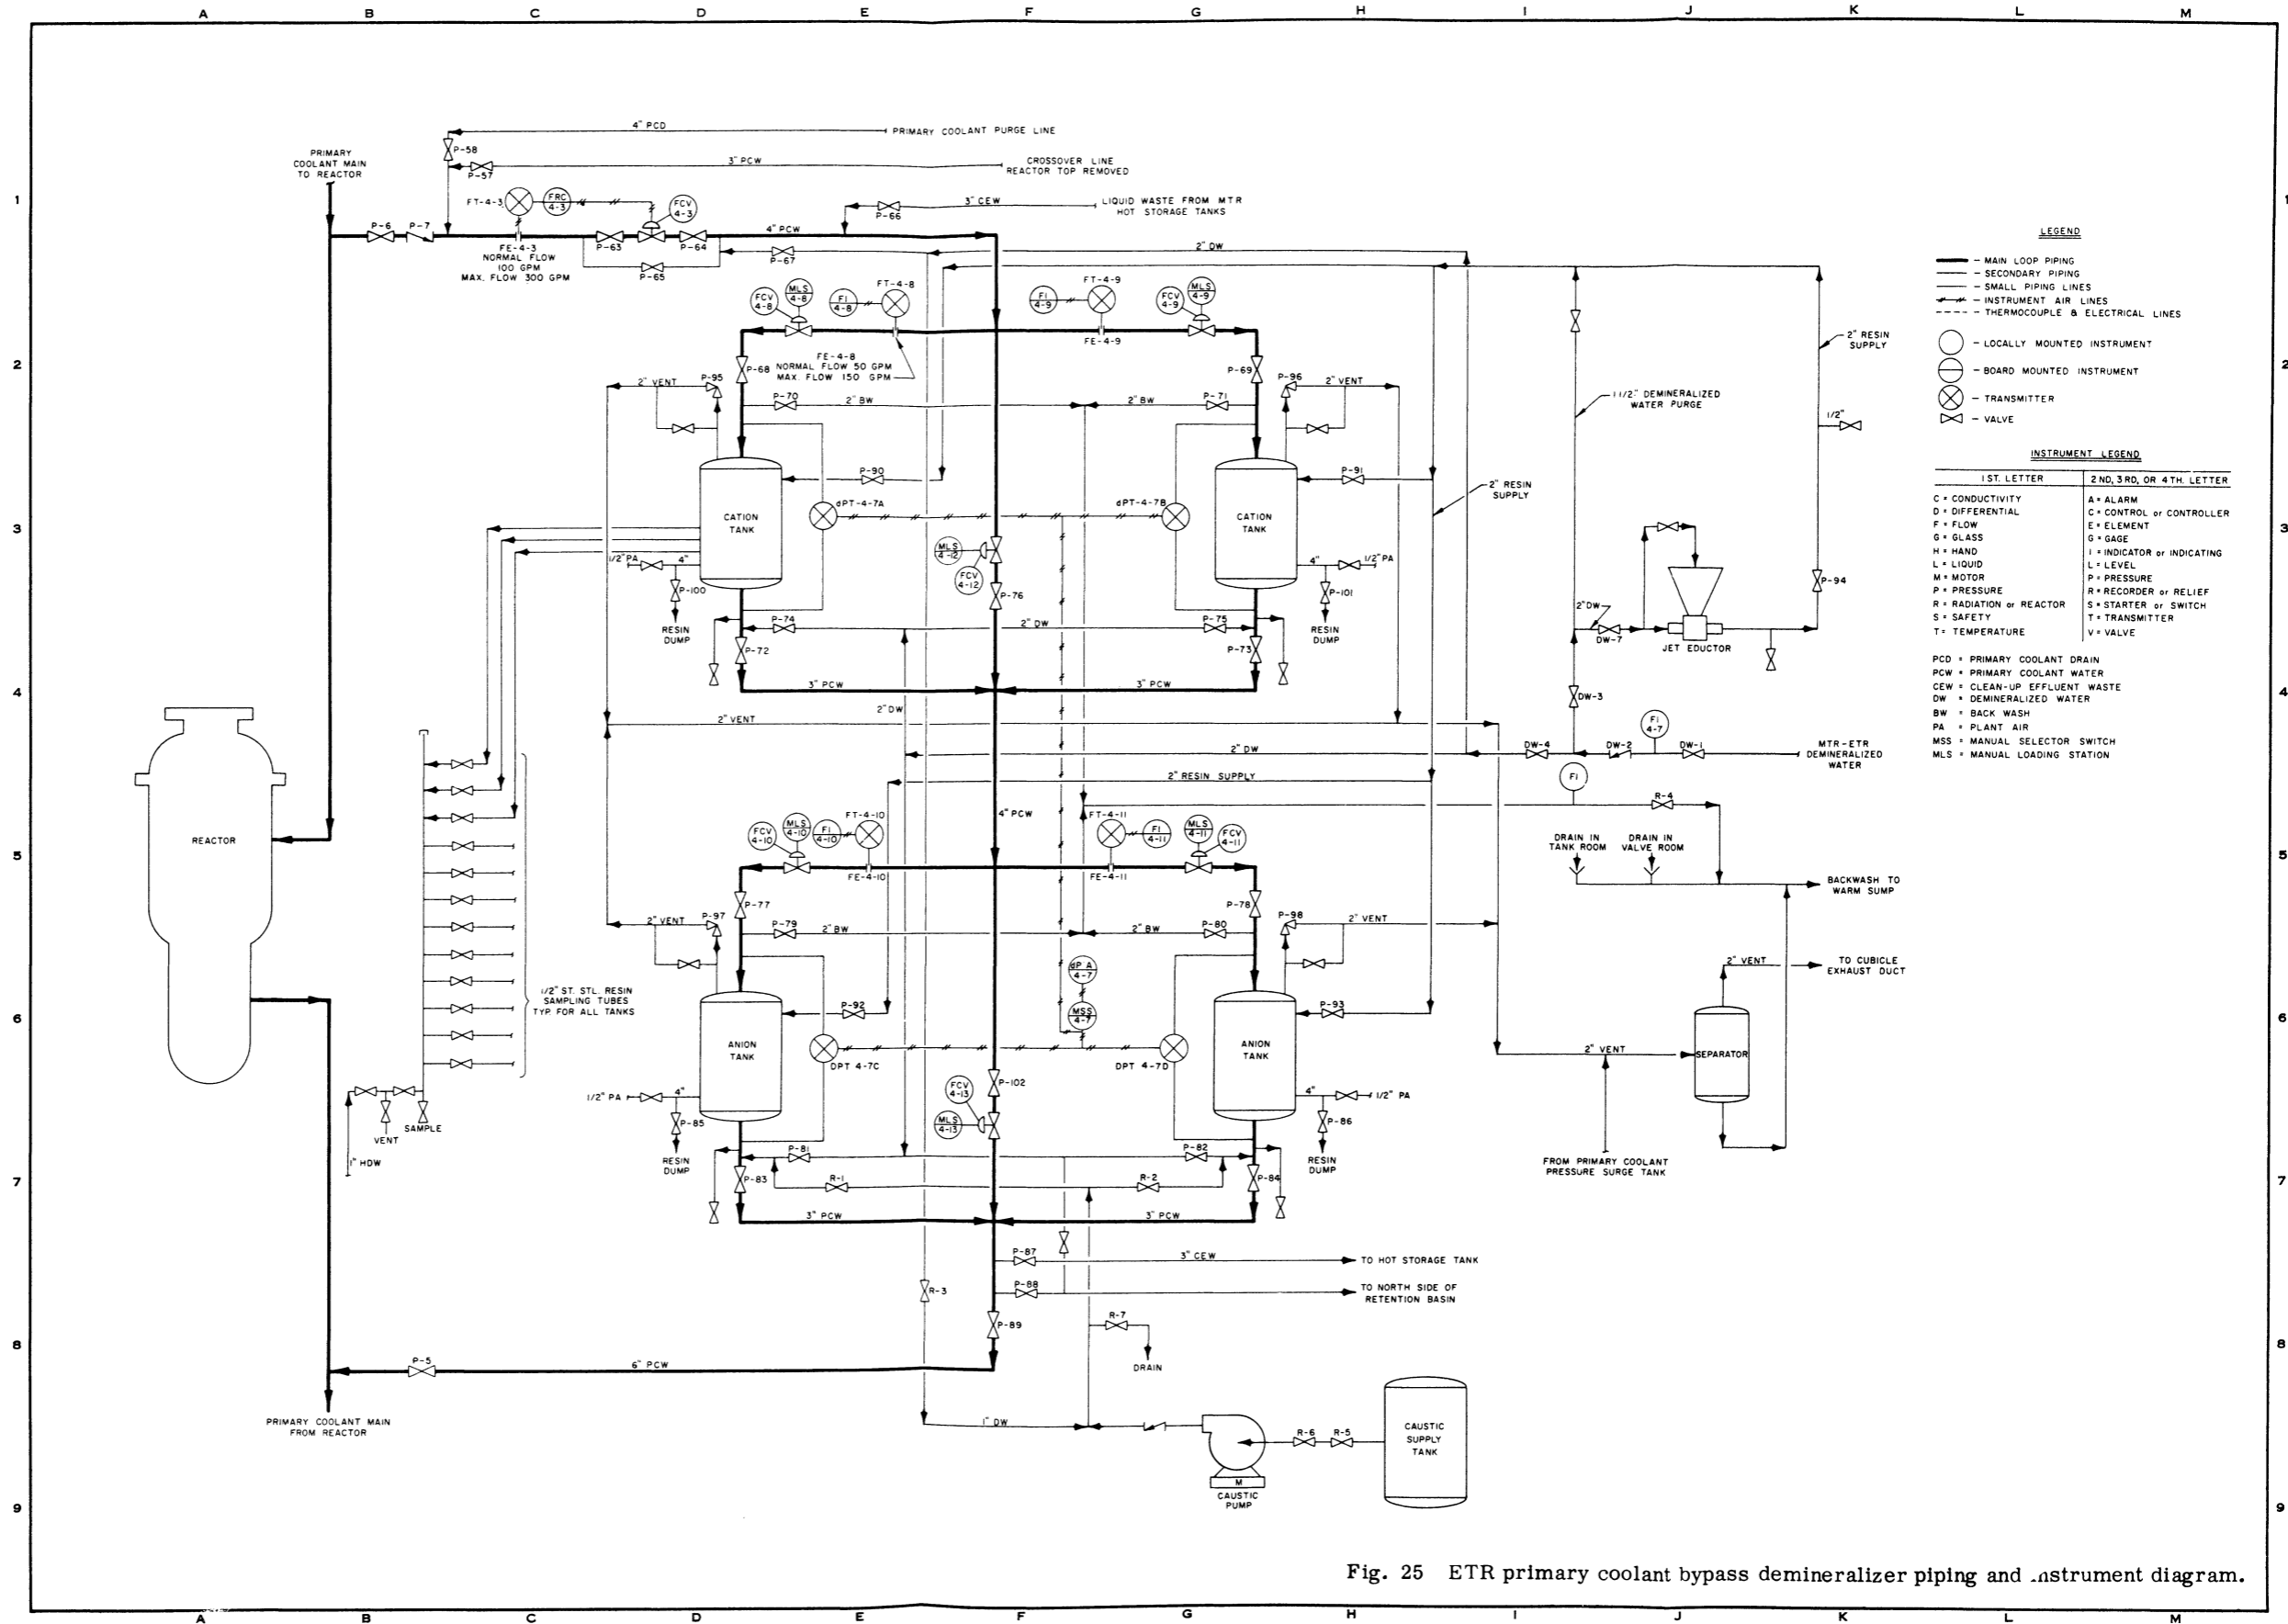 A B C D E F G H I J K L M
4" PCD
PRIMARY COOLANT PURGE LINE
P-58
PRIMARY
COOLANT MAIN
TO REACTOR
3" PCW
CROSSOVER LINE
REACTOR TOP REMOVED
P-57
1
1
FT-4-3
FRC
4-3
FCV
4-3
P-66
3" CEW
LIQUID WASTE FROM MTR
HOT STORAGE TANKS
P-6
P-7
FE-4-3
NORMAL FLOW
100 GPM
MAX. FLOW 300 GPM
P-63
P-64
P-65
4" PCW
P-67
2" DW
LEGEND
- MAIN LOOP PIPING
- SECONDARY PIPING
- SMALL PIPING LINES
- INSTRUMENT AIR LINES
- THERMOCOUPLE & ELECTRICAL LINES
- LOCALLY MOUNTED INSTRUMENT
- BOARD MOUNTED INSTRUMENT
- TRANSMITTER
- VALVE
FCV
4-8
MLS
4-8
FI
4-8
FT-4-8
FI
4-9
FT-4-9
FCV
4-9
MLS
4-9
FE-4-9
2" RESIN
SUPPLY
2
2
FE-4-8
NORMAL FLOW 50 GPM
MAX. FLOW 150 GPM
P-68
P-69
2" VENT
P-95
P-96
2" VENT
P-70
2" BW
2" BW
P-71
1 1/2" DEMINERALIZED
WATER PURGE
1/2"
P-90
P-91
2" RESIN
SUPPLY
INSTRUMENT LEGEND
1ST. LETTER
2ND, 3RD, OR 4TH. LETTER
C = CONDUCTIVITY
A = ALARM
D = DIFFERENTIAL
C = CONTROL or CONTROLLER
F = FLOW
E = ELEMENT
G = GLASS
G = GAGE
H = HAND
I = INDICATOR or INDICATING
L = LIQUID
L = LEVEL
M = MOTOR
P = PRESSURE
P = PRESSURE
R = RECORDER or RELIEF
R = RADIATION or REACTOR
S = STARTER or SWITCH
S = SAFETY
T = TRANSMITTER
T = TEMPERATURE
V = VALVE
PCD = PRIMARY COOLANT DRAIN
PCW = PRIMARY COOLANT WATER
CEW = CLEAN-UP EFFLUENT WASTE
DW = DEMINERALIZED WATER
BW = BACK WASH
PA = PLANT AIR
MSS = MANUAL SELECTOR SWITCH
MLS = MANUAL LOADING STATION
3
3
CATION
TANK
dPT-4-7A
dPT-4-7B
CATION
TANK
MLS
4-12
FCV
4-12
1/2" PA
4"
4"
1/2" PA
P-100
P-76
P-101
P-94
RESIN
DUMP
P-74
2" DW
P-75
RESIN
DUMP
2" DW
DW-7
JET EDUCTOR
P-72
P-73
3" PCW
3" PCW
4
4
DW-3
2" DW
2" VENT
FI
4-7
2" DW
DW-4
DW-2
DW-1
MTR-ETR
DEMINERALIZED
WATER
2" RESIN SUPPLY
FI
R-4
4" PCW
FCV
4-10
MLS
4-10
FI
4-10
FT-4-10
FT-4-11
FI
4-11
MLS
4-11
FCV
4-11
REACTOR
5
5
FE-4-10
FE-4-11
DRAIN IN
TANK ROOM
DRAIN IN
VALVE ROOM
BACKWASH TO
WARM SUMP
P-77
P-78
2" VENT
P-97
P-98
2" VENT
P-79
2" BW
2" BW
P-80
dP A
4-7
MSS
4-7
2" VENT
TO CUBICLE
EXHAUST DUCT
1/2" ST. STL. RESIN
SAMPLING TUBES
TYP. FOR ALL TANKS
P-92
P-93
6
6
ANION
TANK
DPT 4-7C
DPT 4-7D
ANION
TANK
2" VENT
SEPARATOR
FCV
4-13
MLS
4-13
P-102
1/2" PA
4"
4"
1/2" PA
P-85
P-86
VENT
SAMPLE
1" HDW
RESIN
DUMP
P-81
P-82
RESIN
DUMP
FROM PRIMARY COOLANT
PRESSURE SURGE TANK
7
7
P-83
R-1
R-2
P-84
3" PCW
3" PCW
P-87
3" CEW
TO HOT STORAGE TANK
P-88
TO NORTH SIDE OF
RETENTION BASIN
R-3
P-89
R-7
DRAIN
8
8
P-5
6" PCW
PRIMARY COOLANT MAIN
FROM REACTOR
1" DW
R-6
R-5
CAUSTIC
SUPPLY
TANK
M
CAUSTIC
PUMP
9
9
Fig. 25 ETR primary coolant bypass demineralizer piping and .nstrument diagram.
A B C D E F G H I J K L M